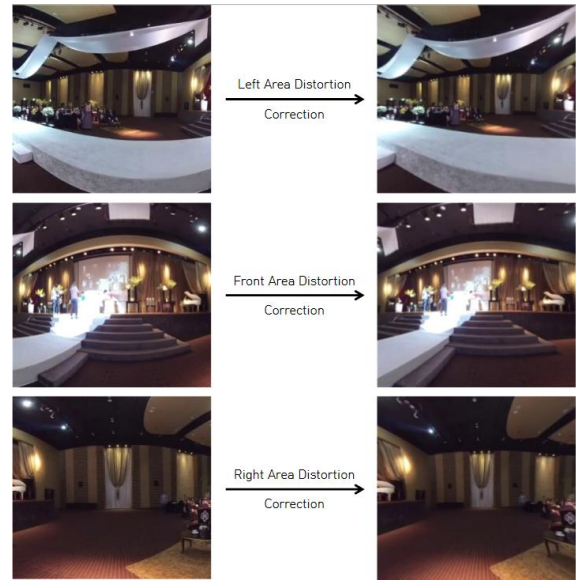 Left Area Distortion
Correction
Front Area Distortion
Correction
Right Area Distortion
Correction